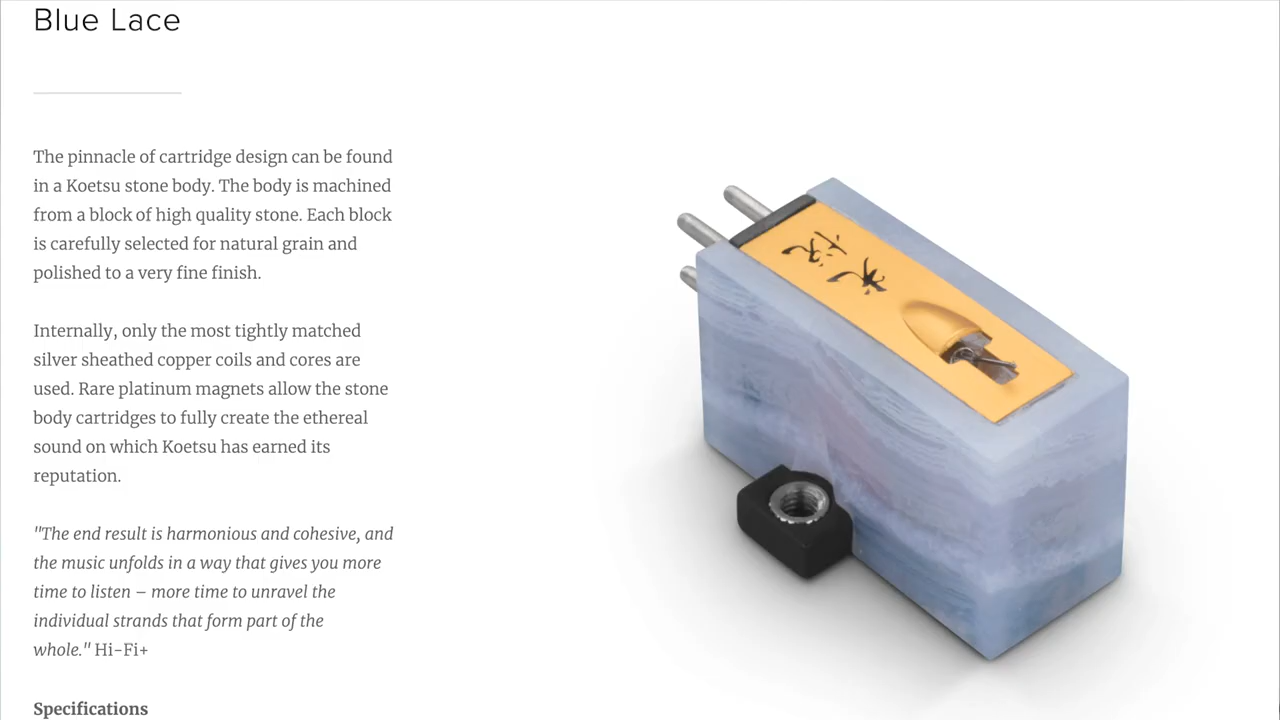 Blue Lace
The pinnacle of cartridge design can be found
in a Koetsu stone body. The body is machined
from a block of high quality stone. Each block
is carefully selected for natural grain and
polished to a very fine finish.
Internally, only the most tightly matched
silver sheathed copper coils and cores are
used. Rare platinum magnets allow the stone
body cartridges to fully create the ethereal
sound on which Koetsu has earned its
reputation.
"The end result is harmonious and cohesive, and
the music unfolds in a way that gives you more
time to listen – more time to unravel the
individual strands that form part of the
whole." Hi-Fi+
Specifications